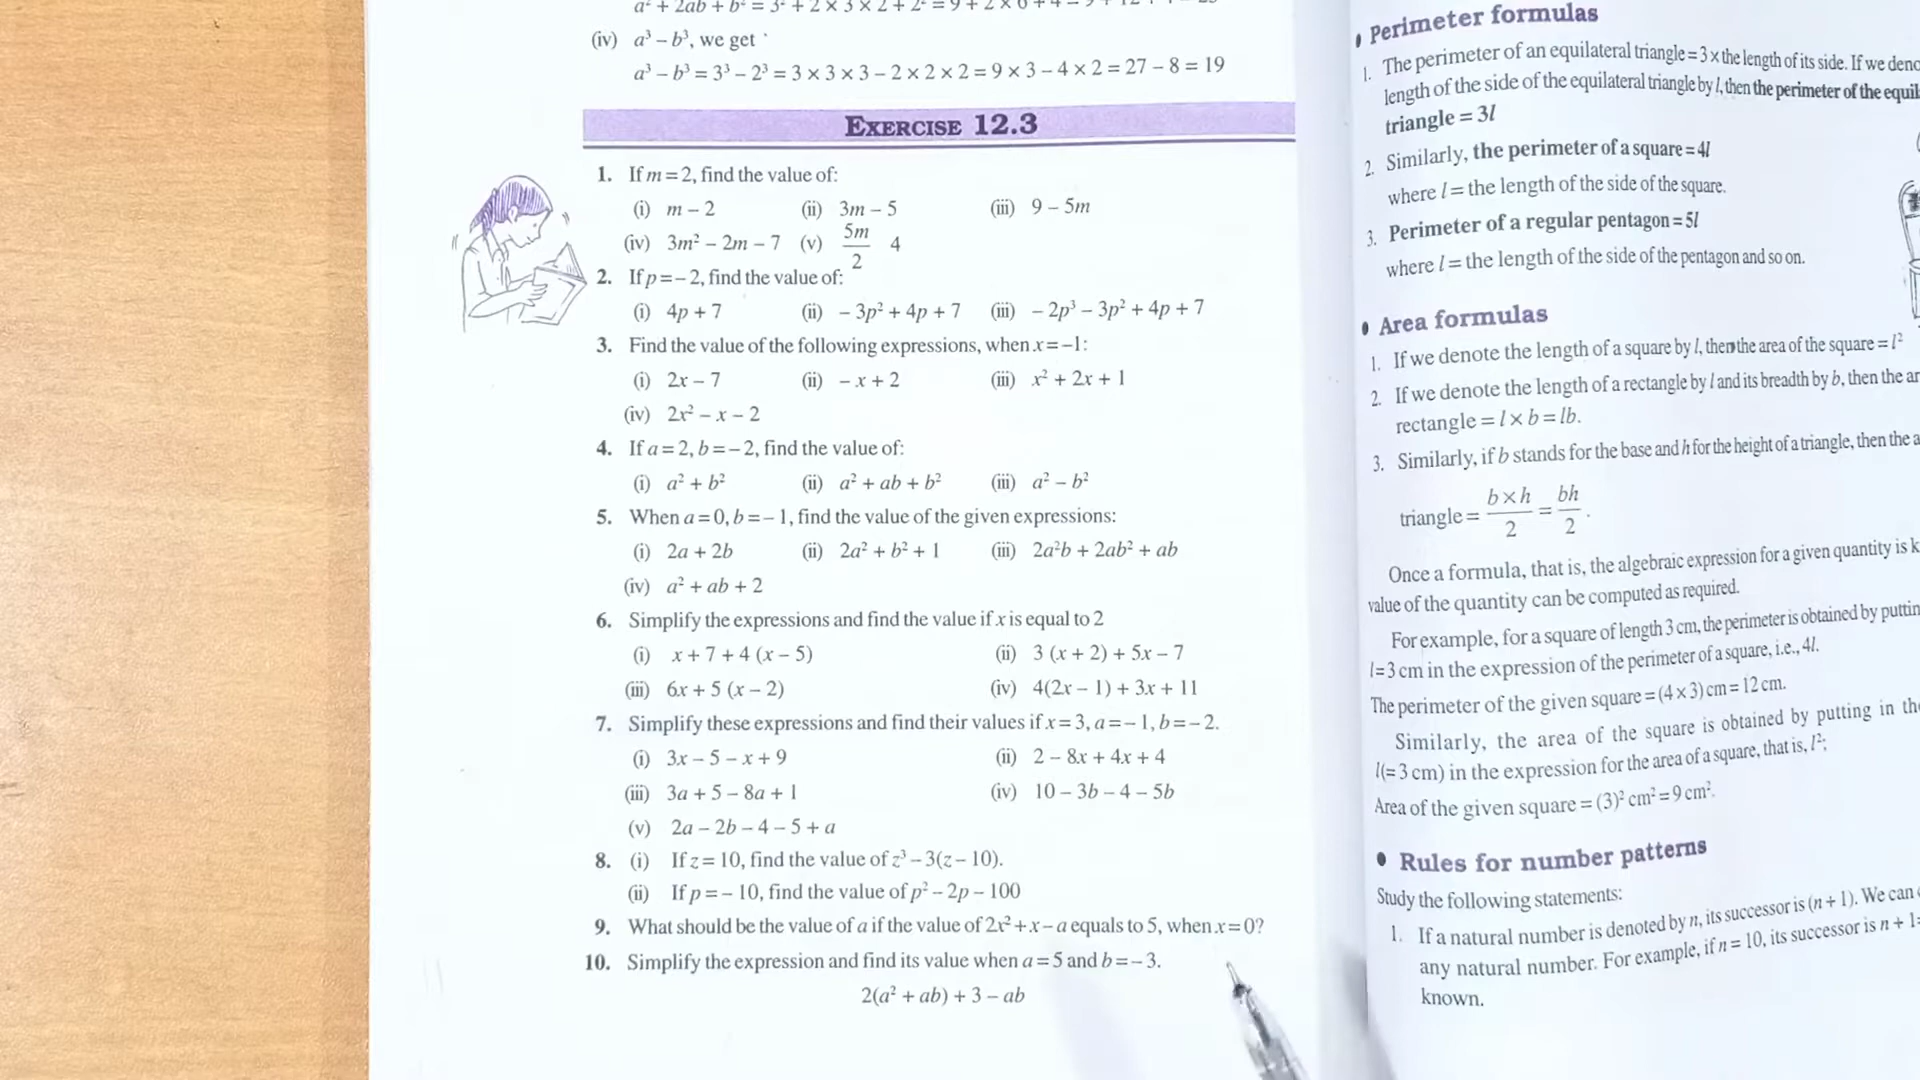 a² + 2ab + b² = 3² + 2 × 3 × 2 + 2² = 9 + 2 × 6 + 4
(iv) a³ – b³, we get
a³ – b³ = 3³ – 2³ = 3 × 3 × 3 – 2 × 2 × 2 = 9 × 3 – 4 × 2 = 27 – 8 = 19
EXERCISE 12.3
1. If m = 2, find the value of:
(i) m – 2 (ii) 3m – 5 (iii) 9 – 5m
(iv) 3m² – 2m – 7 (v) 5m/2 4
2. If p = – 2, find the value of:
(i) 4p + 7 (ii) – 3p² + 4p + 7 (iii) – 2p³ – 3p² + 4p + 7
3. Find the value of the following expressions, when x = –1:
(i) 2x – 7 (ii) – x + 2 (iii) x² + 2x + 1
(iv) 2x² – x – 2
4. If a = 2, b = – 2, find the value of:
(i) a² + b² (ii) a² + ab + b² (iii) a² – b²
5. When a = 0, b = – 1, find the value of the given expressions:
(i) 2a + 2b (ii) 2a² + b² + 1 (iii) 2a²b + 2ab² + ab
(iv) a² + ab + 2
6. Simplify the expressions and find the value if x is equal to 2
(i) x + 7 + 4 (x – 5) (ii) 3 (x + 2) + 5x – 7
(iii) 6x + 5 (x – 2) (iv) 4(2x – 1) + 3x + 11
7. Simplify these expressions and find their values if x = 3, a = – 1, b = – 2.
(i) 3x – 5 – x + 9 (ii) 2 – 8x + 4x + 4
(iii) 3a + 5 – 8a + 1 (iv) 10 – 3b – 4 – 5b
(v) 2a – 2b – 4 – 5 + a
8. (i) If z = 10, find the value of z³ – 3(z – 10).
(ii) If p = – 10, find the value of p² – 2p – 100
9. What should be the value of a if the value of 2x² + x – a equals to 5, when x = 0?
10. Simplify the expression and find its value when a = 5 and b = – 3.
2(a² + ab) + 3 – ab
• Perimeter formulas
1. The perimeter of an equilateral triangle = 3 × the length of its side. If we
length of the side of the equilateral triangle by l, then the perimeter of the
triangle = 3l
2. Similarly, the perimeter of a square = 4l
where l = the length of the side of the square.
3. Perimeter of a regular pentagon = 5l
where l = the length of the side of the pentagon and so on.
• Area formulas
1. If we denote the length of a square by l, then the area of the square = l²
2. If we denote the length of a rectangle by l and its breadth by b, then the
rectangle = l × b = lb.
3. Similarly, if b stands for the base and h for the height of a triangle, then the
triangle = b × h/2 = bh/2.
Once a formula, that is, the algebraic expression for a given quantity is
value of the quantity can be computed as required.
For example, for a square of length 3 cm, the perimeter is obtained by
l = 3 cm in the expression of the perimeter of a square, i.e., 4l.
The perimeter of the given square = (4 × 3) cm = 12 cm.
Similarly, the area of the square is obtained by putting in
l (= 3 cm) in the expression for the area of a square, that is, l²;
Area of the given square = (3)² cm² = 9 cm².
• Rules for number patterns
Study the following statements:
1. If a natural number is denoted by n, its successor is (n + 1). We can
any natural number. For example, if n = 10, its successor is n + 1
known.